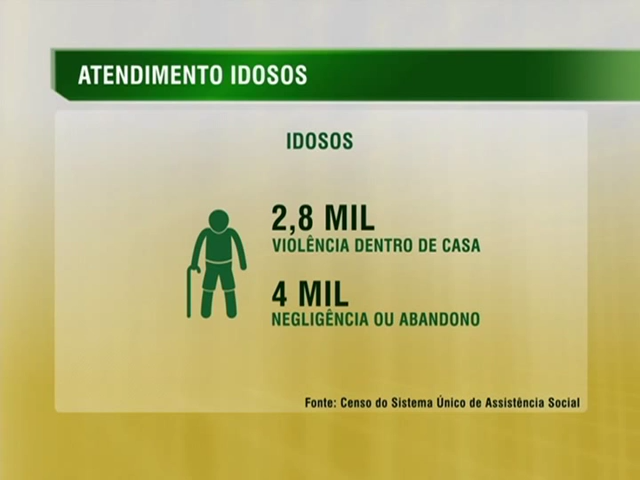 ATENDIMENTO IDOSOS
IDOSOS
2,8 MIL
VIOLÊNCIA DENTRO DE CASA
4 MIL
NEGLIGÊNCIA OU ABANDONO
Fonte: Censo do Sistema Único de Assistência Social